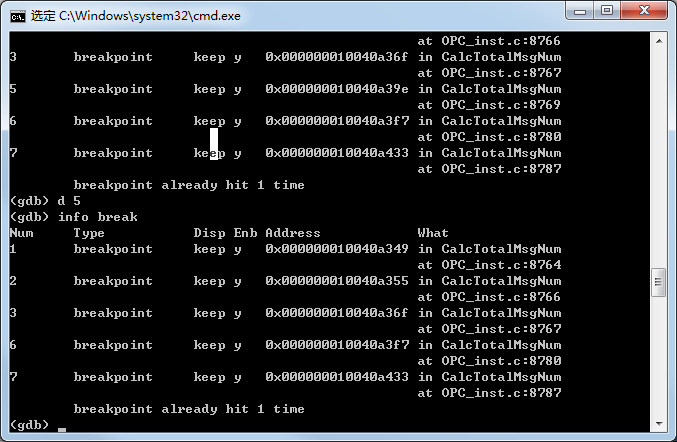 选定 C:\Windows\system32\cmd.exe
at OPC_inst.c:8766
3       breakpoint     keep y   0x000000010040a36f in CalcTotalMsgNum
at OPC_inst.c:8767
5       breakpoint     keep y   0x000000010040a39e in CalcTotalMsgNum
at OPC_inst.c:8769
6       breakpoint     keep y   0x000000010040a3f7 in CalcTotalMsgNum
at OPC_inst.c:8780
7       breakpoint     keep y   0x000000010040a433 in CalcTotalMsgNum
at OPC_inst.c:8787
breakpoint already hit 1 time
(gdb) d 5
(gdb) info break
Num     Type           Disp Enb Address            What
1       breakpoint     keep y   0x000000010040a349 in CalcTotalMsgNum
at OPC_inst.c:8764
2       breakpoint     keep y   0x000000010040a355 in CalcTotalMsgNum
at OPC_inst.c:8766
3       breakpoint     keep y   0x000000010040a36f in CalcTotalMsgNum
at OPC_inst.c:8767
6       breakpoint     keep y   0x000000010040a3f7 in CalcTotalMsgNum
at OPC_inst.c:8780
7       breakpoint     keep y   0x000000010040a433 in CalcTotalMsgNum
at OPC_inst.c:8787
breakpoint already hit 1 time
(gdb) _